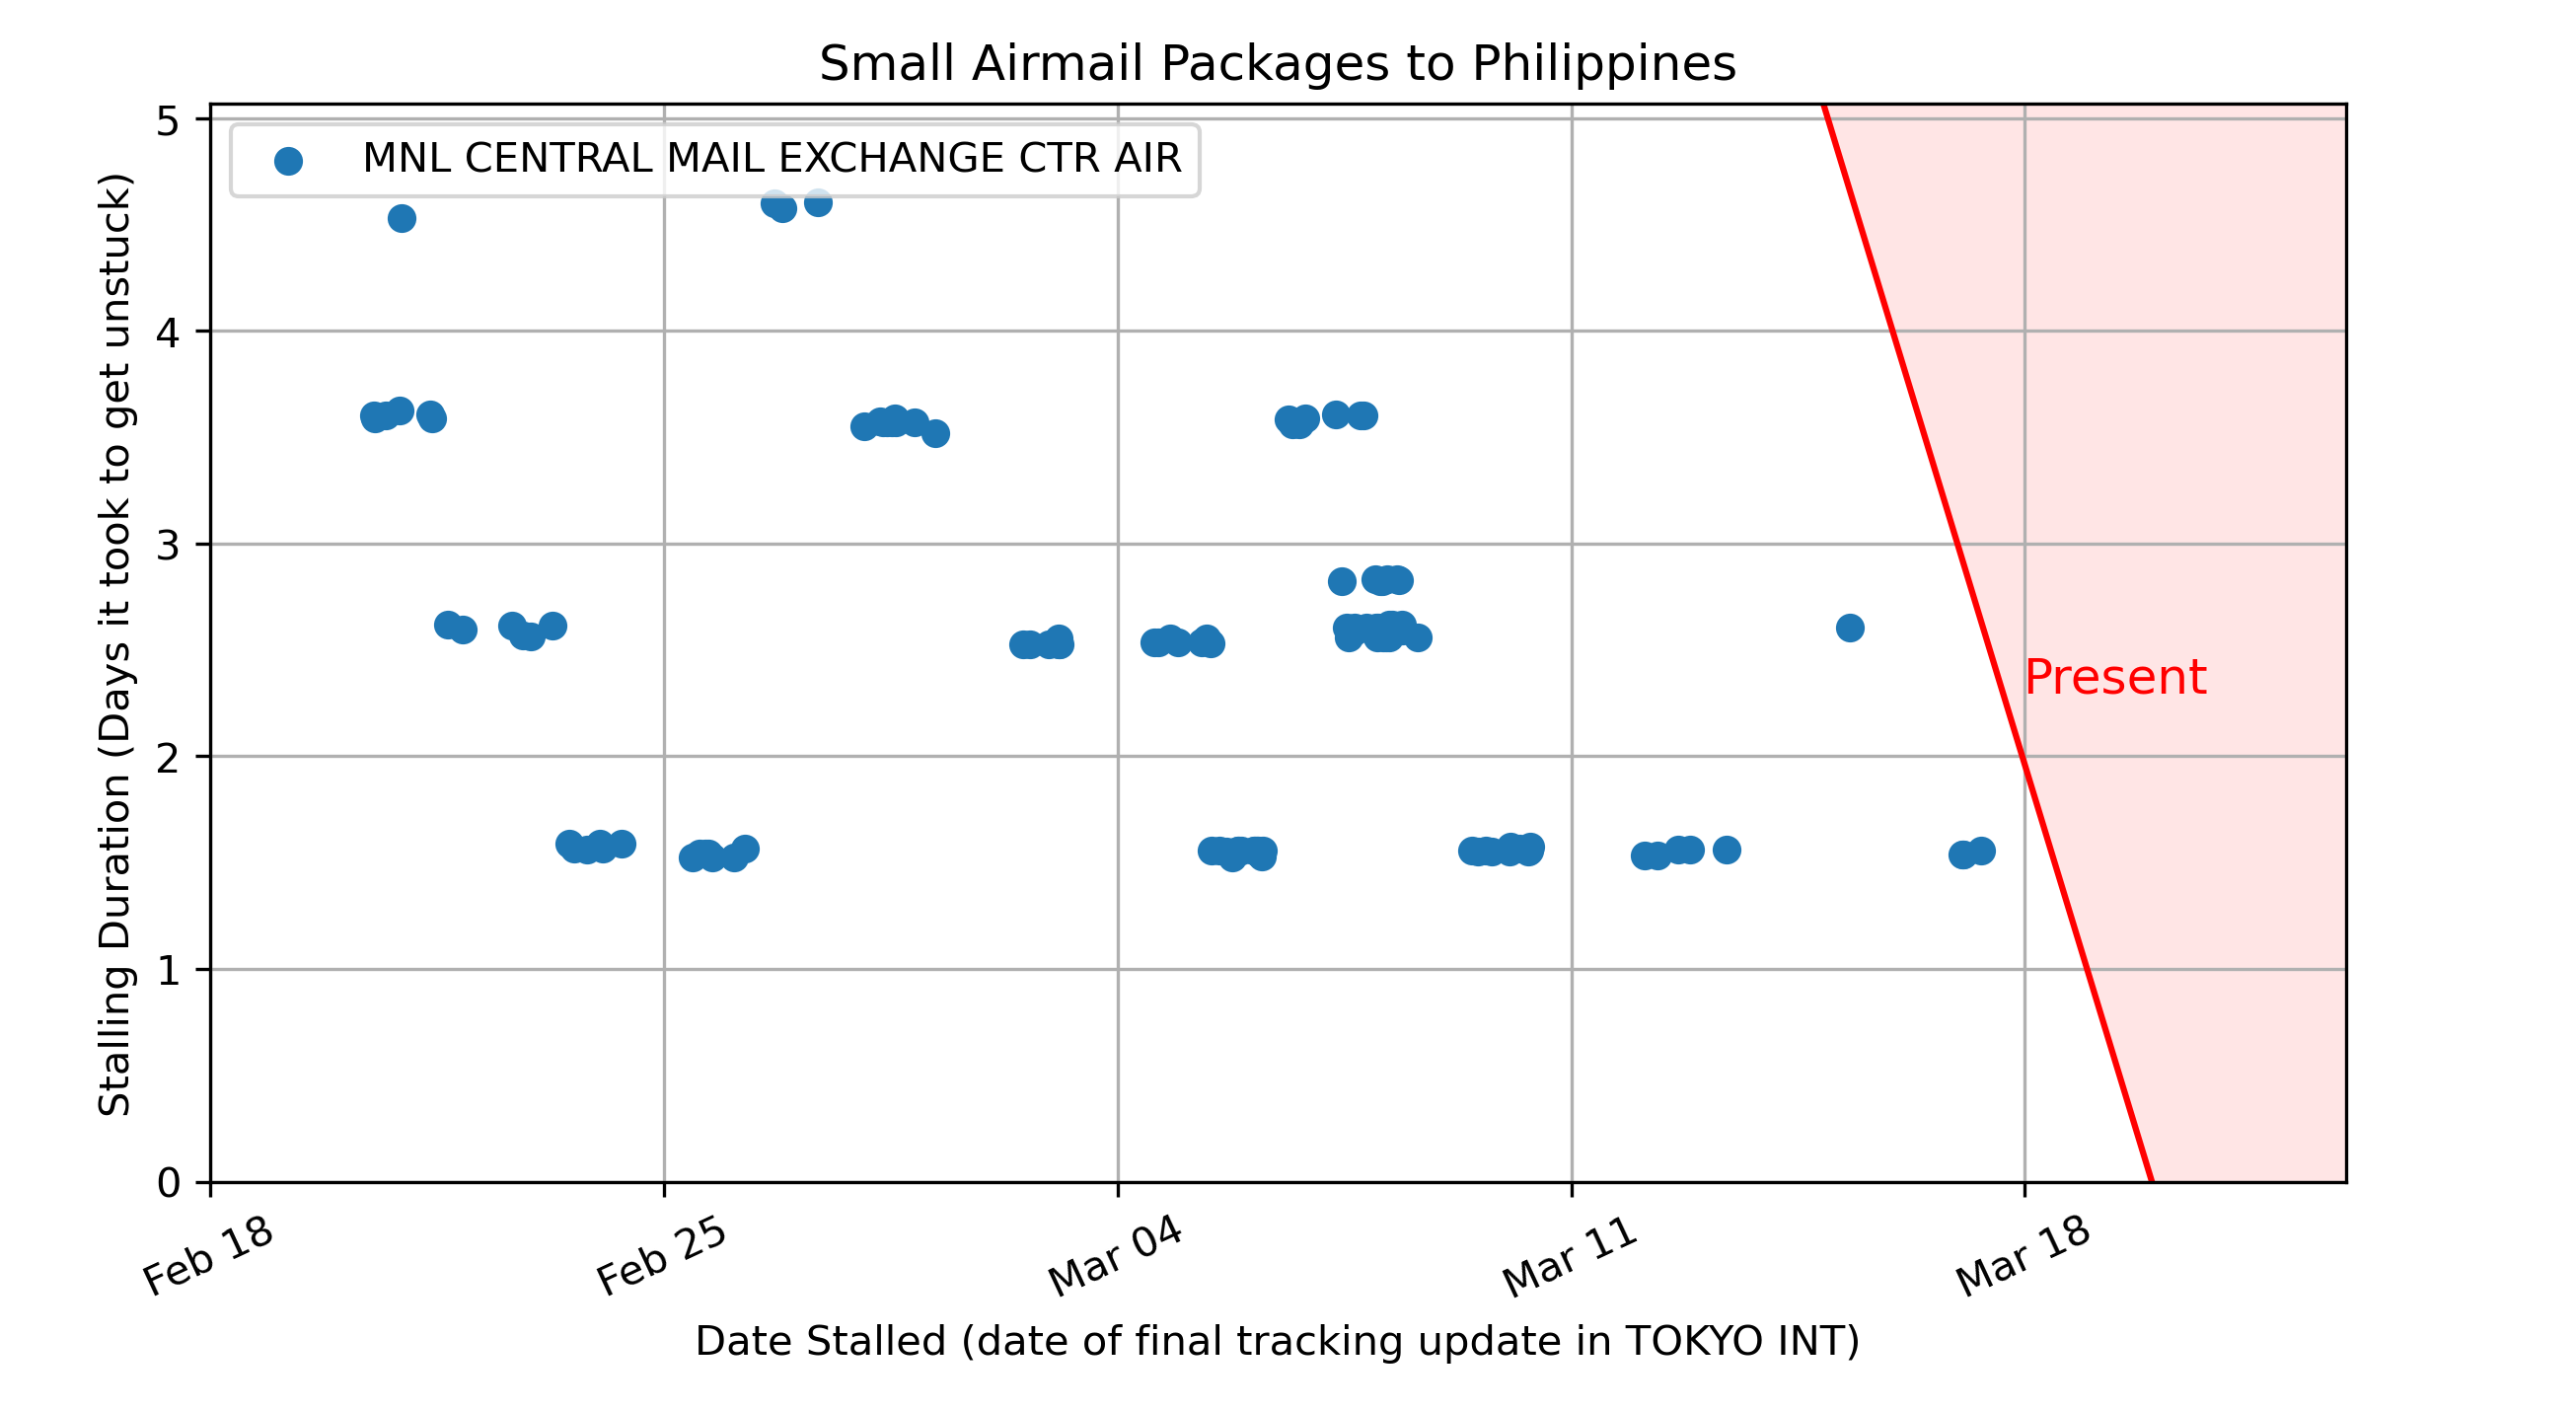 Small Airmail Packages to Philippines
MNL CENTRAL MAIL EXCHANGE CTR AIR
Stalling Duration (Days it took to get unstuck)
5
4
3
2
1
0
Present
Feb 18
Feb 25
Mar 04
Mar 11
Mar 18
Date Stalled (date of final tracking update in TOKYO INT)